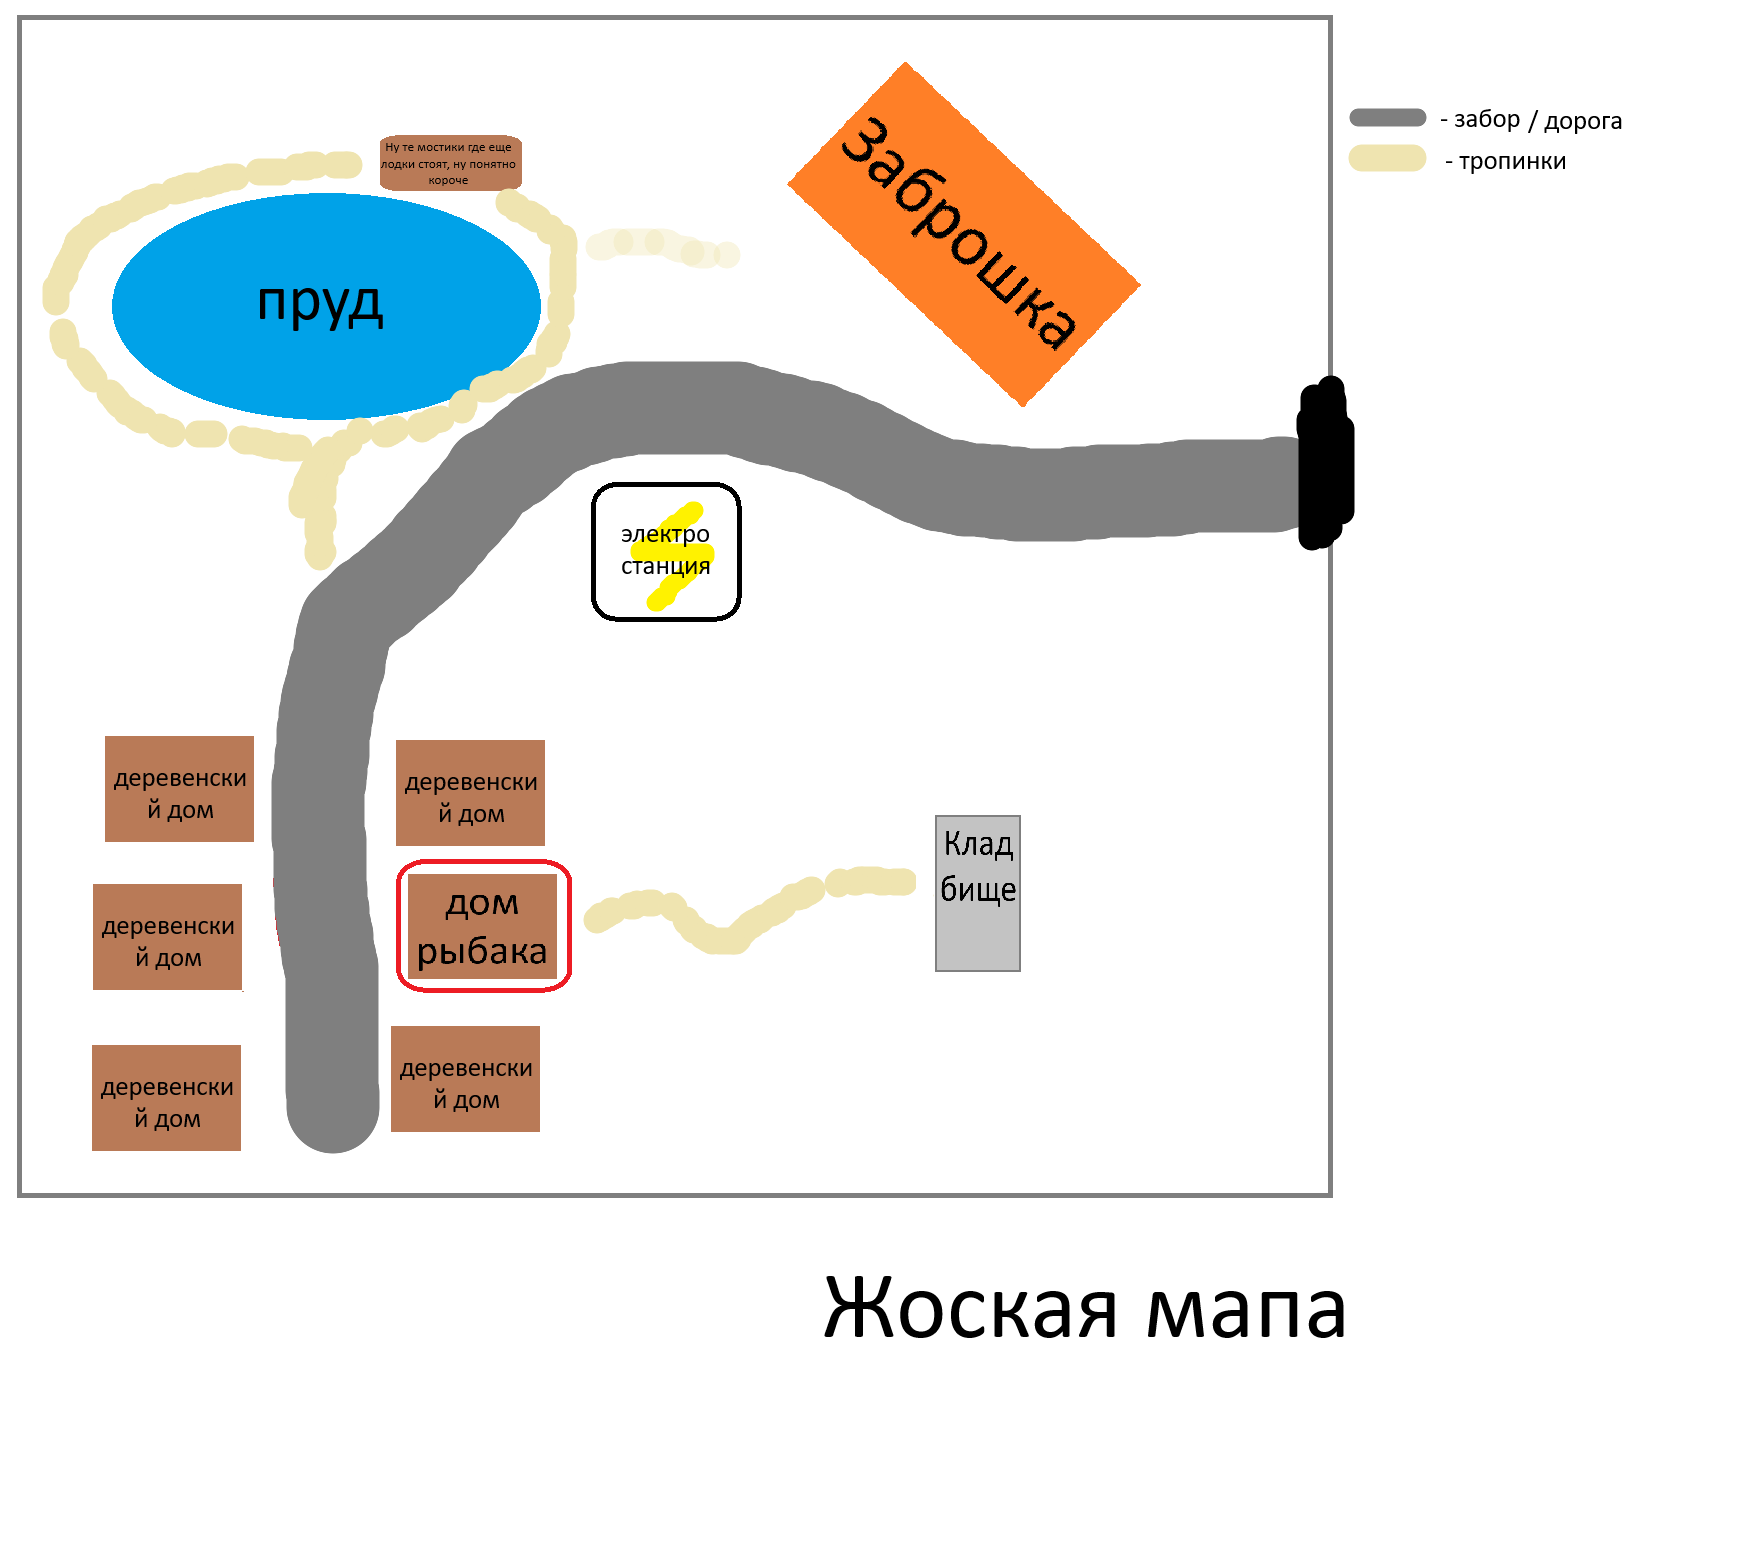 Ну те мостики где еще
лодки стоят, ну понятно
короче
Заброшка
- забор / дорога
- тропинки
пруд
электро
станция
деревенски
й дом
деревенски
й дом
Клад
бище
дом
рыбака
деревенски
й дом
деревенски
й дом
деревенски
й дом
Жоская мапа